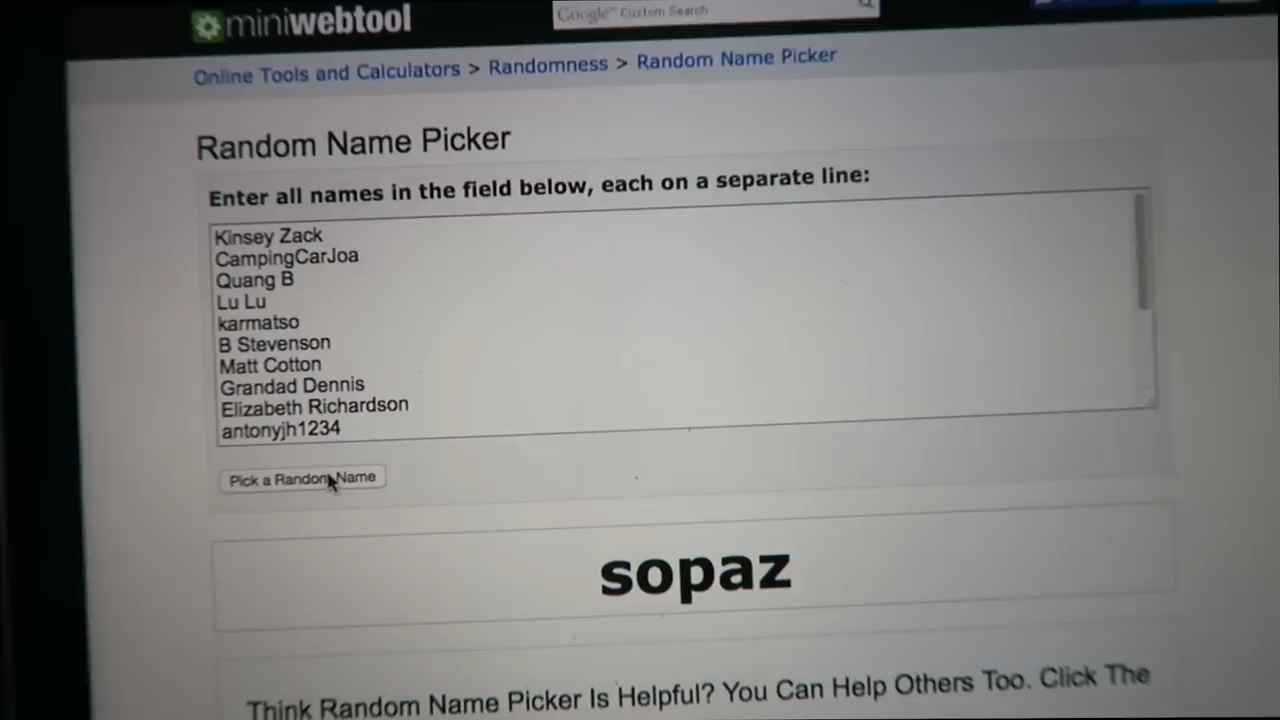 miniwebtool
Google™ Custom Search
Online Tools and Calculators > Randomness > Random Name Picker
Random Name Picker
Enter all names in the field below, each on a separate line:
Kinsey Zack
CampingCarJoa
Quang B
Lu Lu
karmatso
B Stevenson
Matt Cotton
Grandad Dennis
Elizabeth Richardson
antonyjh1234
Pick a Random Name
sopaz
Think Random Name Picker Is Helpful? You Can Help Others Too. Click The